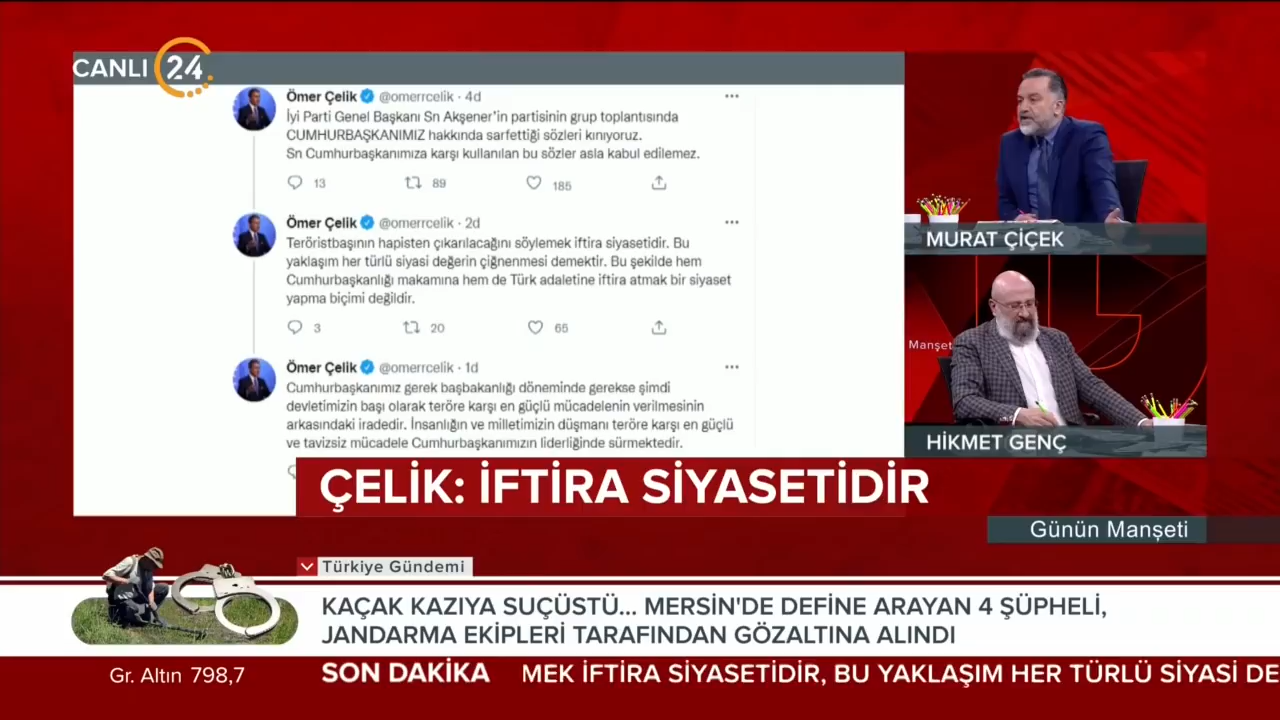 CANLI 24
Ömer Çelik @omerrcelik · 4d
İyi Parti Genel Başkanı Sn Akşener'in partisinin grup toplantısında
CUMHURBAŞKANIMIZ hakkında sarfettiği sözleri kınıyoruz.
Sn Cumhurbaşkanımıza karşı kullanılan bu sözler asla kabul edilemez.
13 89 185
Ömer Çelik @omerrcelik · 2d
Teröristbaşının hapisten çıkarılacağını söylemek iftira siyasetidir. Bu
yaklaşım her türlü siyasi değerin çiğnenmesi demektir. Bu şekilde hem
Cumhurbaşkanlığı makamına hem de Türk adaletine iftira atmak bir siyaset
yapma biçimi değildir.
3 20 65
Ömer Çelik @omerrcelik · 1d
Cumhurbaşkanımız gerek başbakanlığı döneminde gerekse şimdi
devletimizin başı olarak teröre karşı en güçlü mücadelenin verilmesinin
arkasındaki iradedir. İnsanlığın ve milletimizin düşmanı teröre karşı en güçlü
ve tavizsiz mücadele Cumhurbaşkanımızın liderliğinde sürmektedir.
MURAT ÇİÇEK
Manşet
HİKMET GENÇ
ÇELİK: İFTİRA SİYASETİDİR
Günün Manşeti
Türkiye Gündemi
KAÇAK KAZIYA SUÇÜSTÜ... MERSİN'DE DEFİNE ARAYAN 4 ŞÜPHELİ,
JANDARMA EKİPLERİ TARAFINDAN GÖZALTINA ALINDI
Gr. Altın 798,7
SON DAKİKA MEK İFTİRA SİYASETİDİR, BU YAKLAŞIM HER TÜRLÜ SİYASİ DE